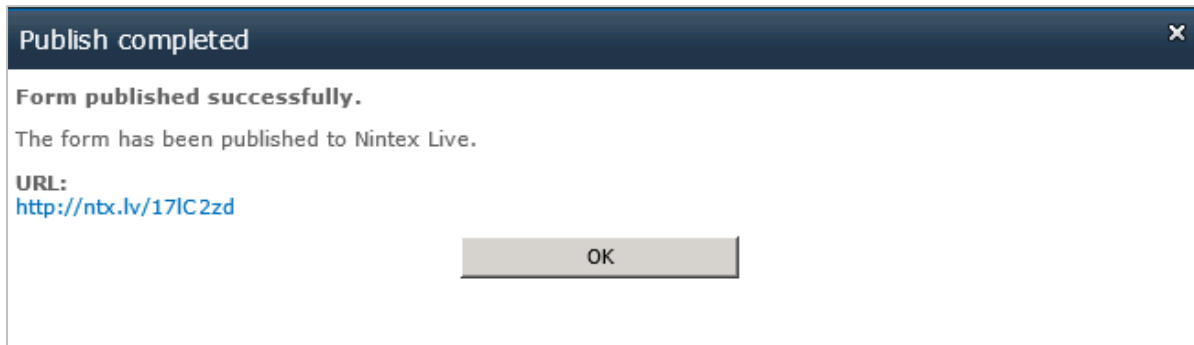 Publish completed
Form published successfully.
The form has been published to Nintex Live.
URL:
http://ntx.lv/17lC2zd
OK